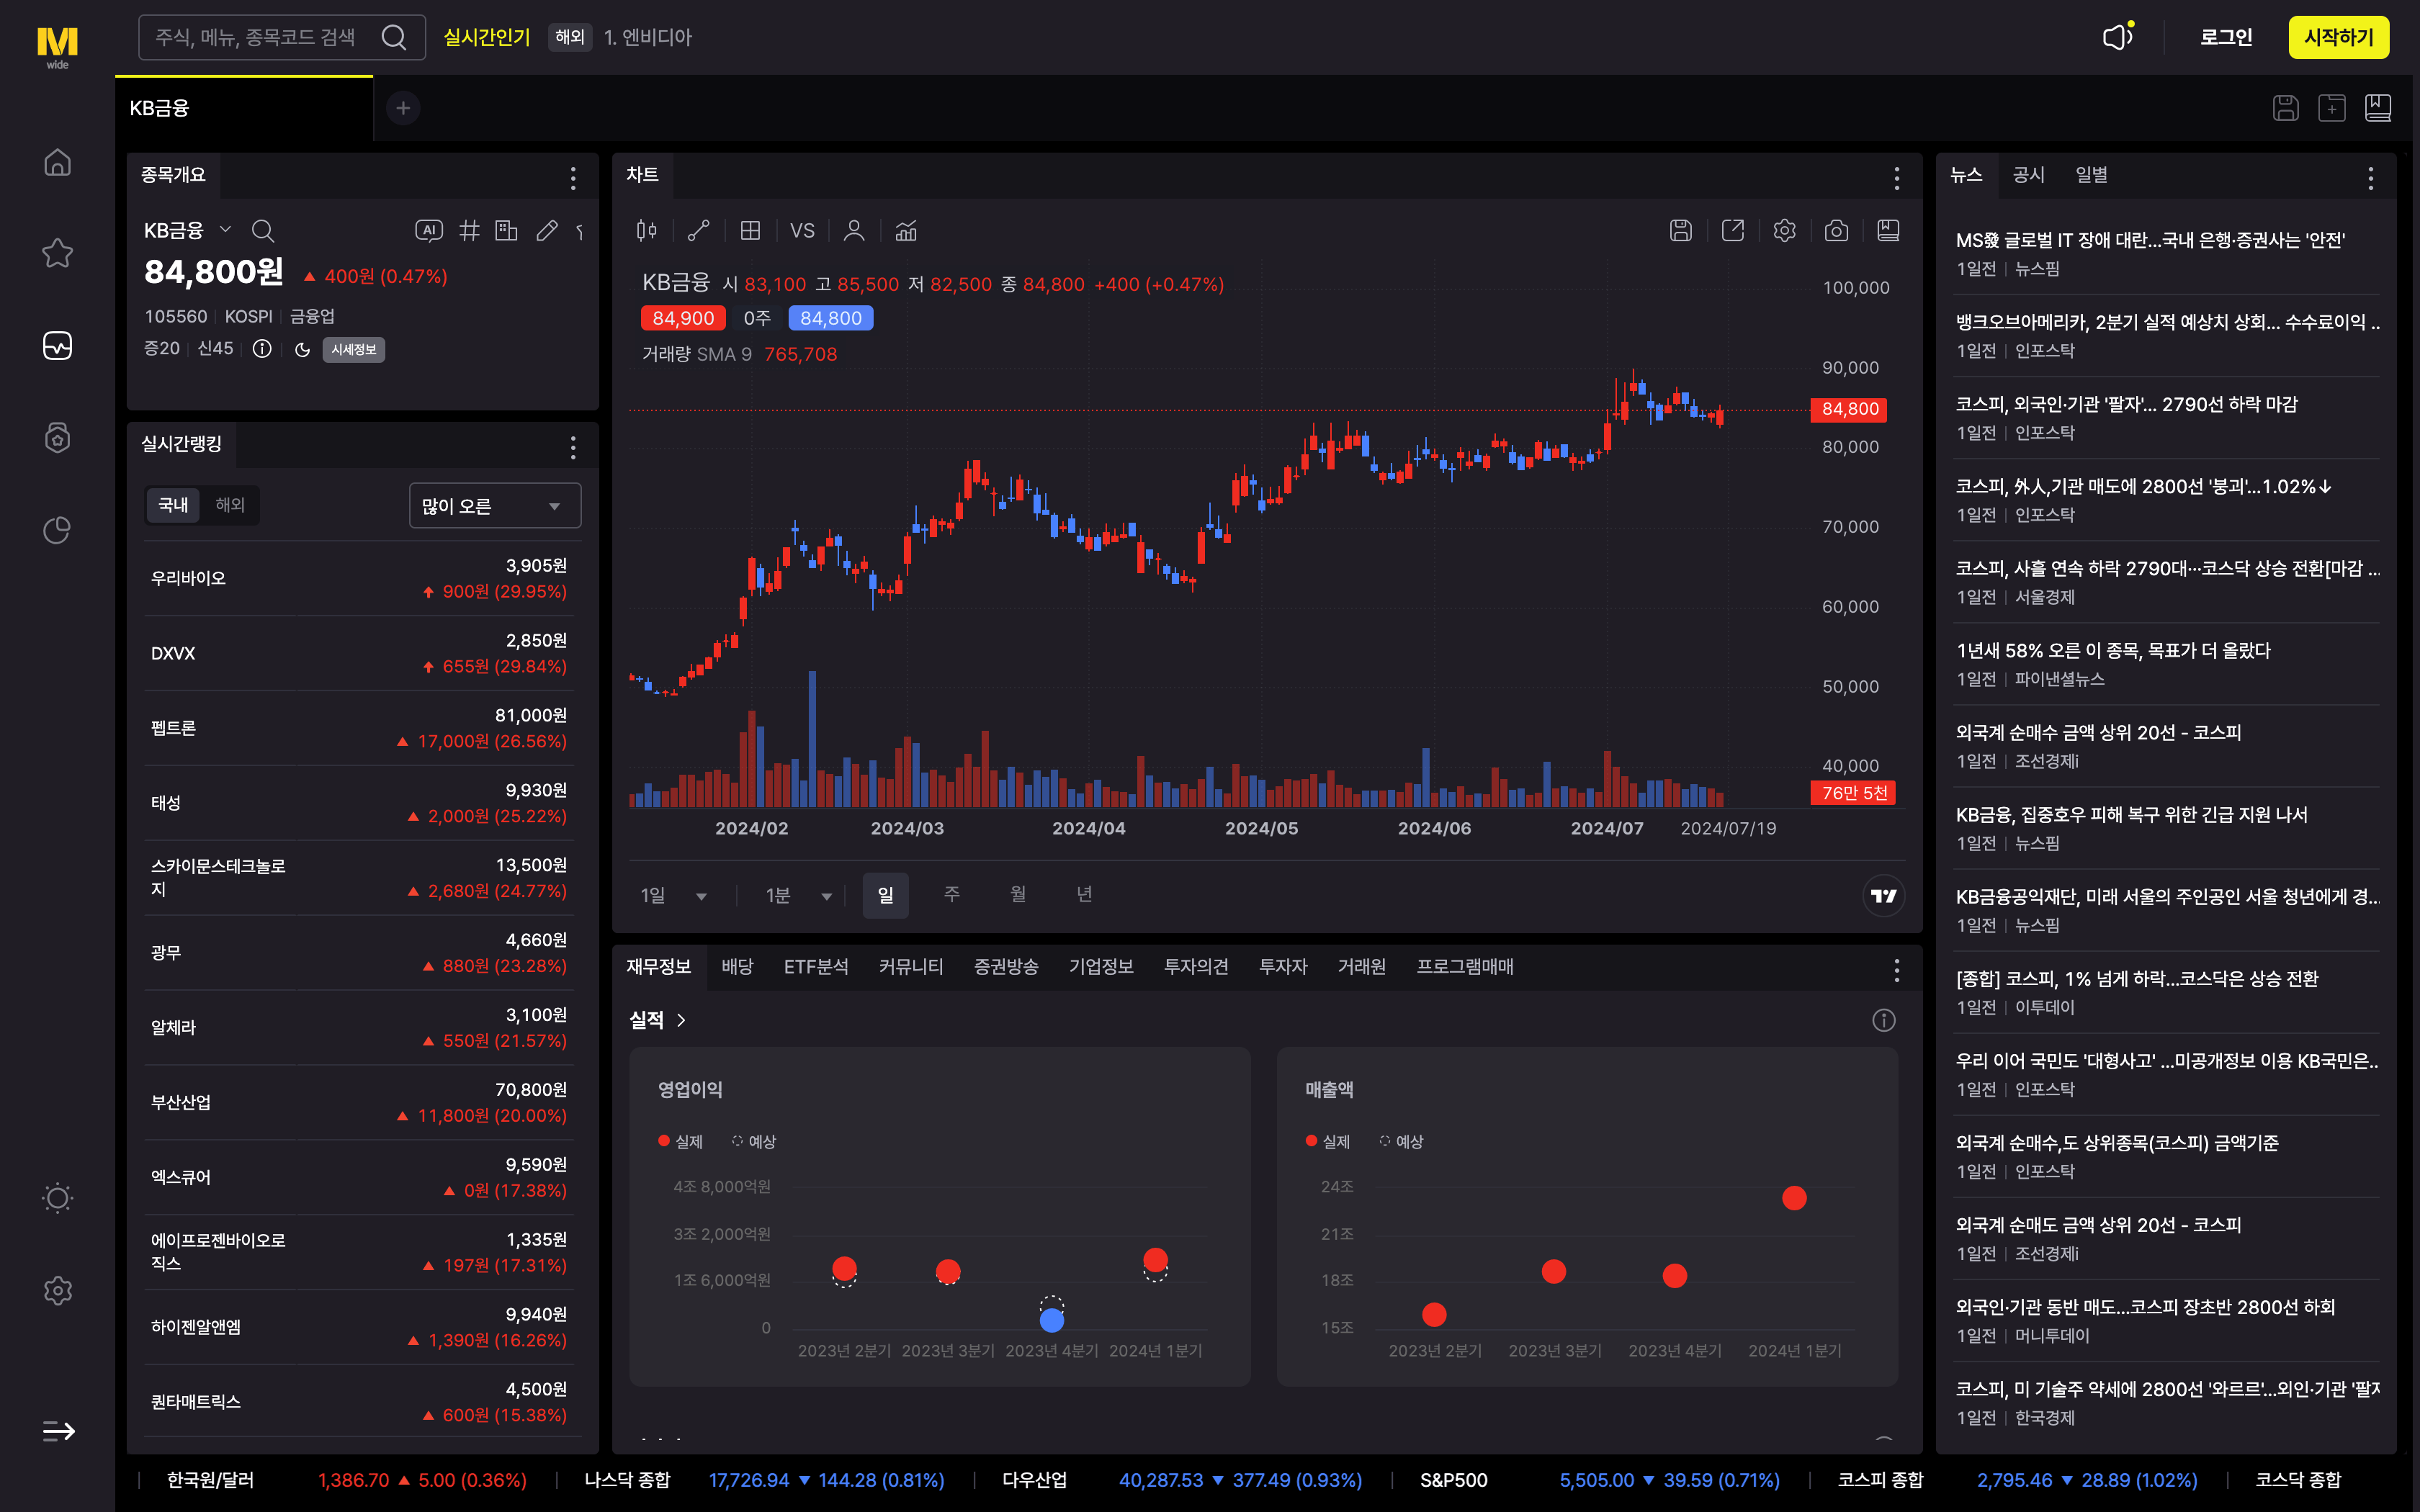 M
wide
주식, 메뉴, 종목코드 검색
실시간인기 해외 1. 엔비디아
로그인
시작하기
KB금융
종목개요
KB금융
AI
84,800원 ▲ 400원 (0.47%)
105560 | KOSPI | 금융업
증20 | 신45 시세정보
실시간랭킹
국내 해외
많이 오른
우리바이오
3,905원
900원 (29.95%)
DXVX
2,850원
655원 (29.84%)
펩트론
81,000원
▲ 17,000원 (26.56%)
태성
9,930원
▲ 2,000원 (25.22%)
스카이문스테크놀로
지
13,500원
▲ 2,680원 (24.77%)
광무
4,660원
▲ 880원 (23.28%)
알체라
3,100원
▲ 550원 (21.57%)
부산산업
70,800원
▲ 11,800원 (20.00%)
엑스큐어
9,590원
▲ 0원 (17.38%)
에이프로젠바이오로
직스
1,335원
▲ 197원 (17.31%)
하이젠알앤엠
9,940원
▲ 1,390원 (16.26%)
퀀타매트릭스
4,500원
▲ 600원 (15.38%)
차트
VS
KB금융 시 83,100 고 85,500 저 82,500 종 84,800 +400 (+0.47%)
84,900 0주 84,800
거래량 SMA 9 765,708
100,000
90,000
84,800
80,000
70,000
60,000
50,000
40,000
76만 5천
2024/02 2024/03 2024/04 2024/05 2024/06 2024/07 2024/07/19
1일 1분 일 주 월 년
재무정보 배당 ETF분석 커뮤니티 증권방송 기업정보 투자의견 투자자 거래원 프로그램매매
실적
영업이익
실제 예상
4조 8,000억원
3조 2,000억원
1조 6,000억원
0
2023년 2분기 2023년 3분기 2023년 4분기 2024년 1분기
매출액
실제 예상
24조
21조
18조
15조
2023년 2분기 2023년 3분기 2023년 4분기 2024년 1분기
뉴스 공시 일별
MS發 글로벌 IT 장애 대란...국내 은행·증권사는 '안전'
1일전 | 뉴스핌
뱅크오브아메리카, 2분기 실적 예상치 상회... 수수료이익 ...
1일전 | 인포스탁
코스피, 외국인·기관 '팔자'... 2790선 하락 마감
1일전 | 인포스탁
코스피, 外人,기관 매도에 2800선 '붕괴'...1.02%↓
1일전 | 인포스탁
코스피, 사흘 연속 하락 2790대···코스닥 상승 전환[마감 ...
1일전 | 서울경제
1년새 58% 오른 이 종목, 목표가 더 올랐다
1일전 | 파이낸셜뉴스
외국계 순매수 금액 상위 20선 - 코스피
1일전 | 조선경제i
KB금융, 집중호우 피해 복구 위한 긴급 지원 나서
1일전 | 뉴스핌
KB금융공익재단, 미래 서울의 주인공인 서울 청년에게 경...
1일전 | 뉴스핌
[종합] 코스피, 1% 넘게 하락...코스닥은 상승 전환
1일전 | 이투데이
우리 이어 국민도 '대형사고' ...미공개정보 이용 KB국민은...
1일전 | 인포스탁
외국계 순매수,도 상위종목(코스피) 금액기준
1일전 | 인포스탁
외국계 순매도 금액 상위 20선 - 코스피
1일전 | 조선경제i
외국인·기관 동반 매도...코스피 장초반 2800선 하회
1일전 | 머니투데이
코스피, 미 기술주 약세에 2800선 '와르르'...외인·기관 '팔자
1일전 | 한국경제
한국원/달러 1,386.70 ▲ 5.00 (0.36%) | 나스닥 종합 17,726.94 ▼ 144.28 (0.81%) | 다우산업 40,287.53 ▼ 377.49 (0.93%) | S&P500 5,505.00 ▼ 39.59 (0.71%) | 코스피 종합 2,795.46 ▼ 28.89 (1.02%) | 코스닥 종합